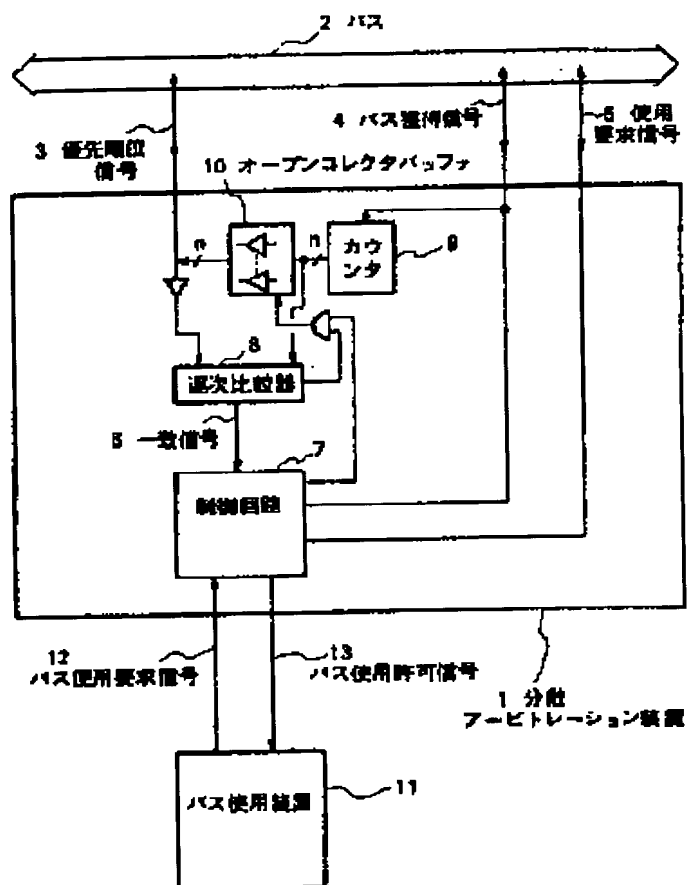 2 バス
3 優先順位
信号
4 バス獲得信号
5 使用
要求信号
10 オープンコレクタバッファ
n
n
カウ
ンタ
9
8
逐次比較器
6 一致信号
7
制御回路
12
バス使用要求信号
13
バス使用許可信号
1 分散
アービトレーション装置
バス使用装置
11